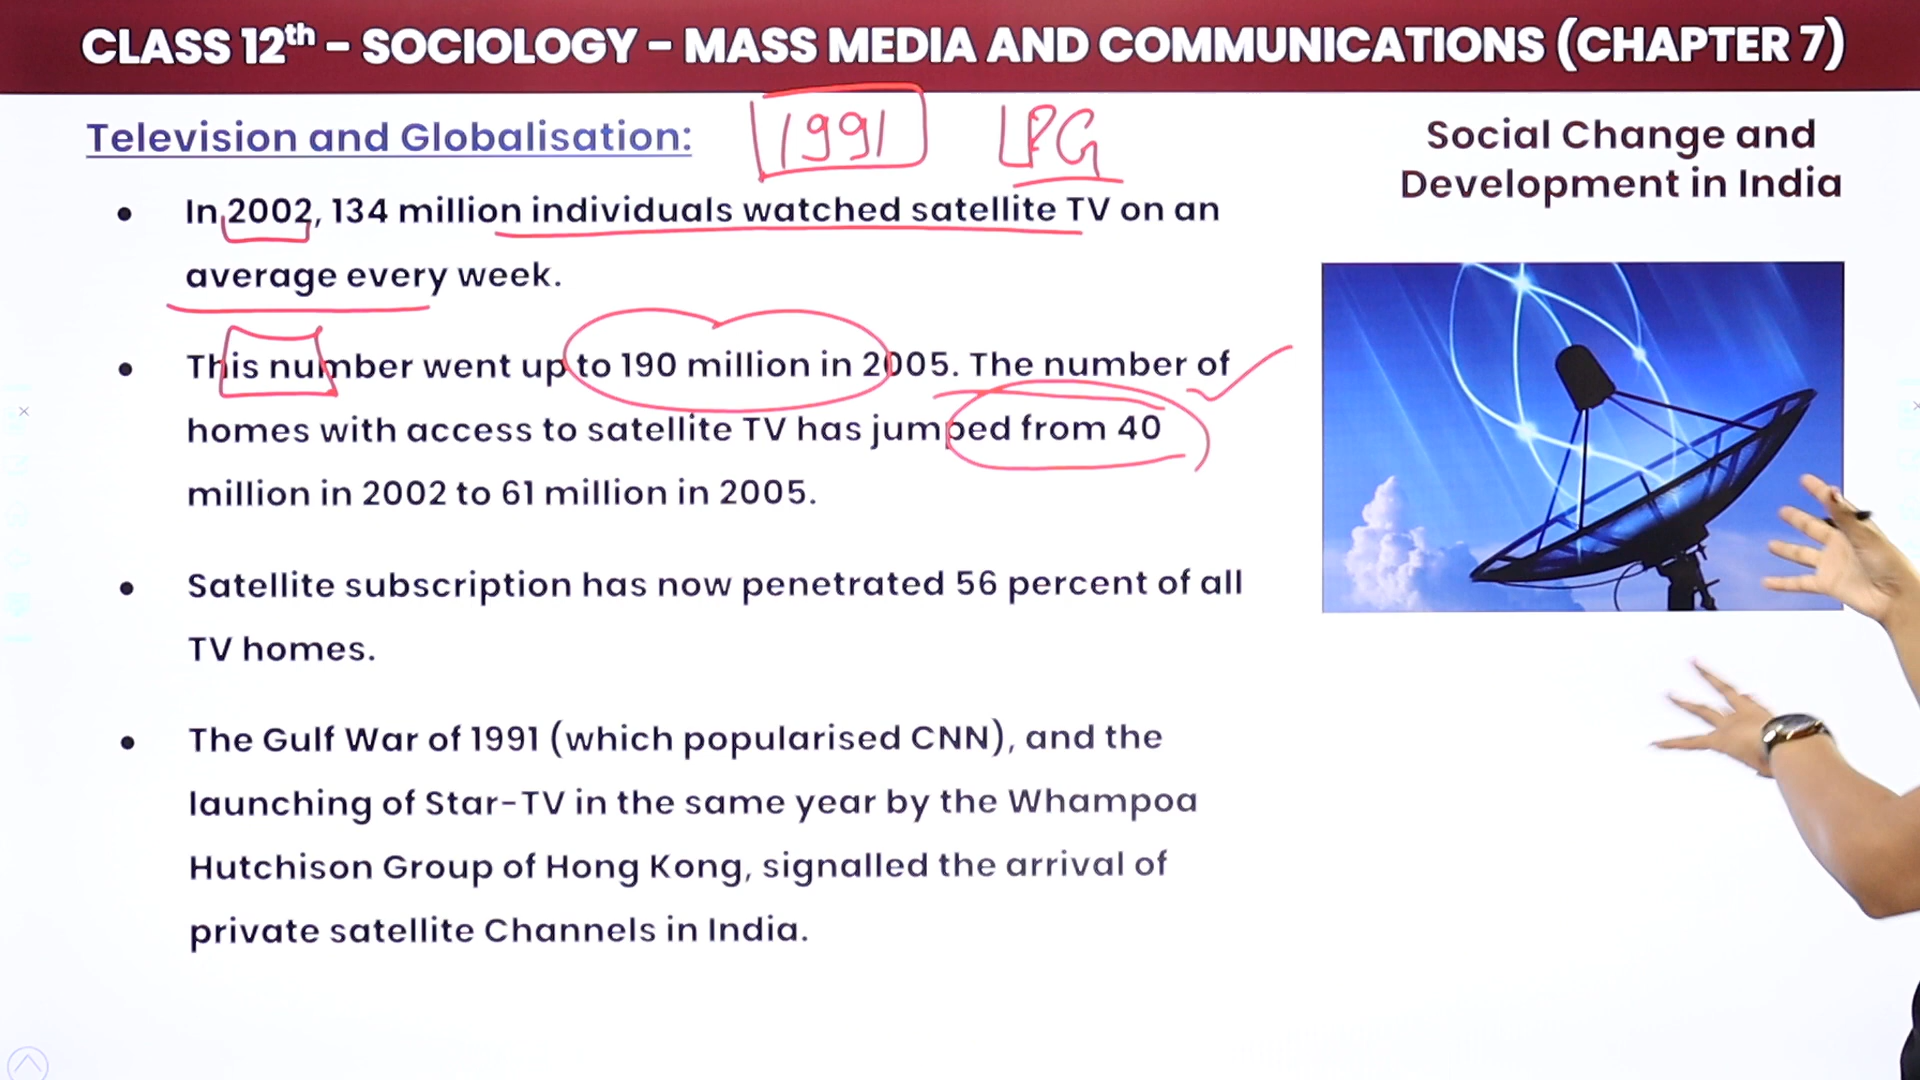 CLASS 12th – SOCIOLOGY – MASS MEDIA AND COMMUNICATIONS (CHAPTER 7)
Television and Globalisation:
1991
LPG
Social Change and
Development in India
• In 2002, 134 million individuals watched satellite TV on an
average every week.
• This number went up to 190 million in 2005. The number of
homes with access to satellite TV has jumped from 40
million in 2002 to 61 million in 2005.
• Satellite subscription has now penetrated 56 percent of all
TV homes.
• The Gulf War of 1991 (which popularised CNN), and the
launching of Star-TV in the same year by the Whampoa
Hutchison Group of Hong Kong, signalled the arrival of
private satellite Channels in India.